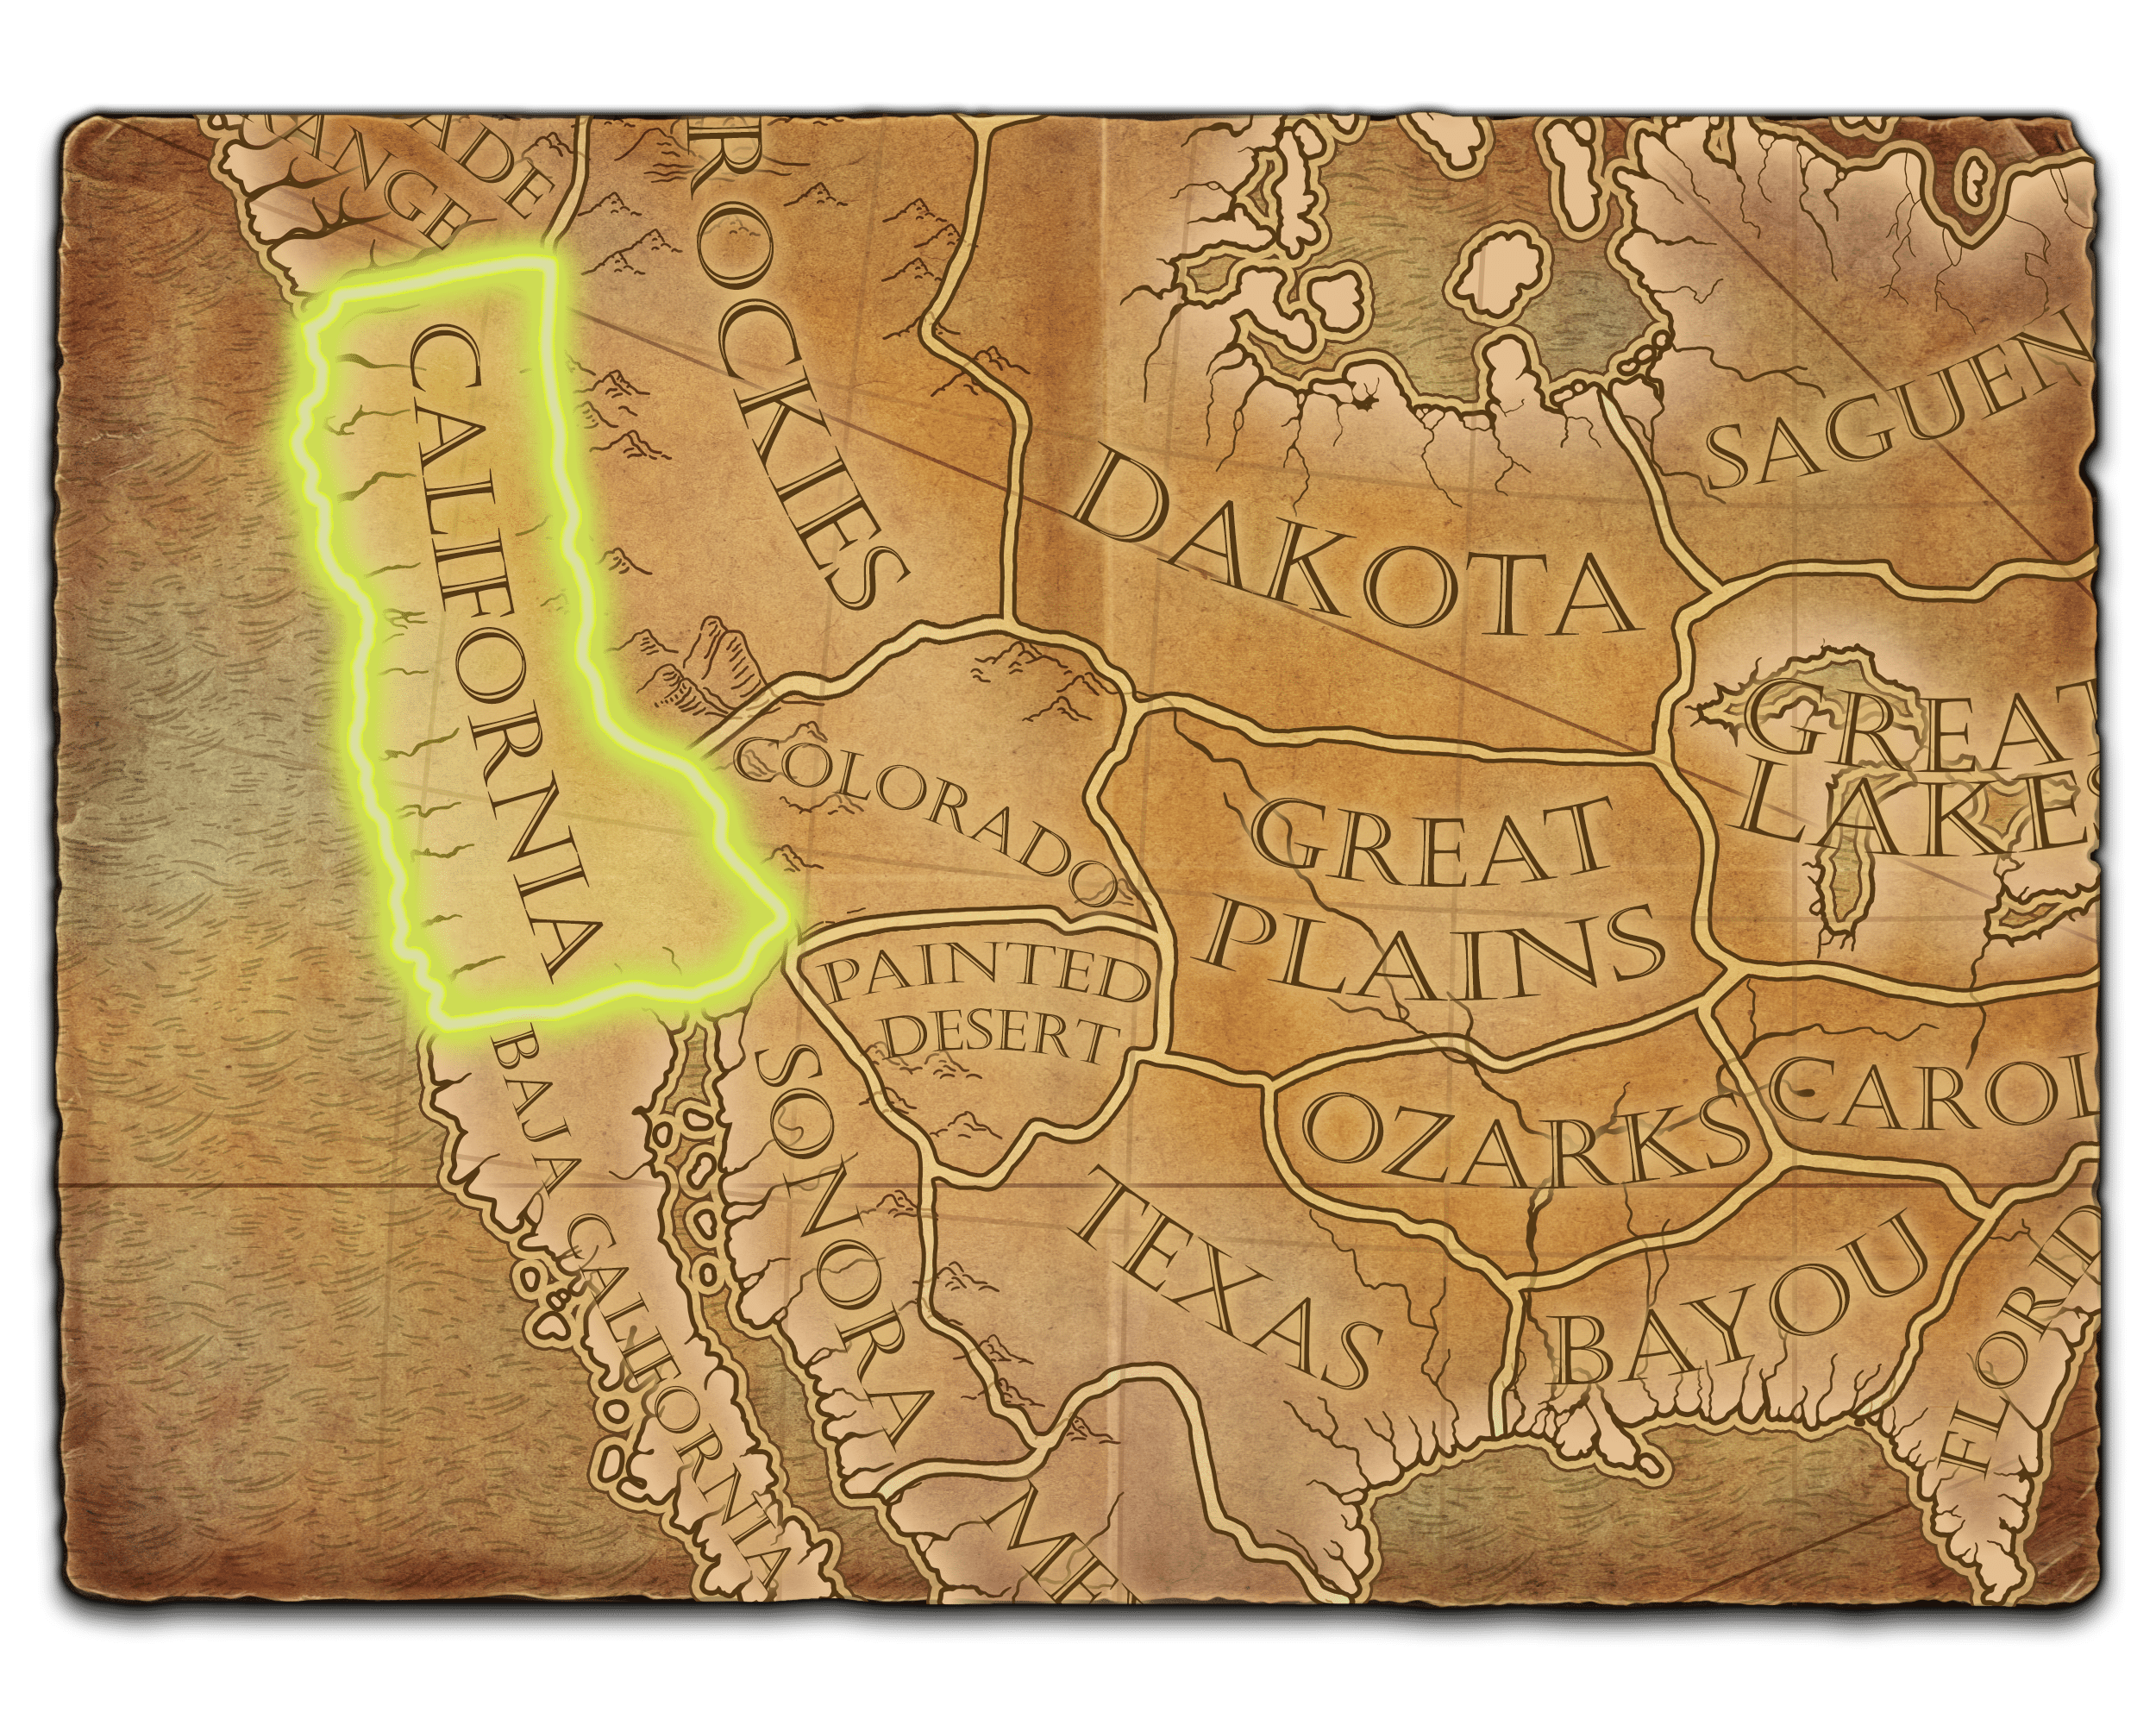 ADE
RANGE
ROCKIES
CALIFORNIA
DAKOTA
SAGUEN
GREAT
LAKES
COLORADO
GREAT
PLAINS
PAINTED
DESERT
BAJA CALIFORNIA
SONORA
OZARKS
CAROL
TEXAS
BAYOU
FLORID
ME